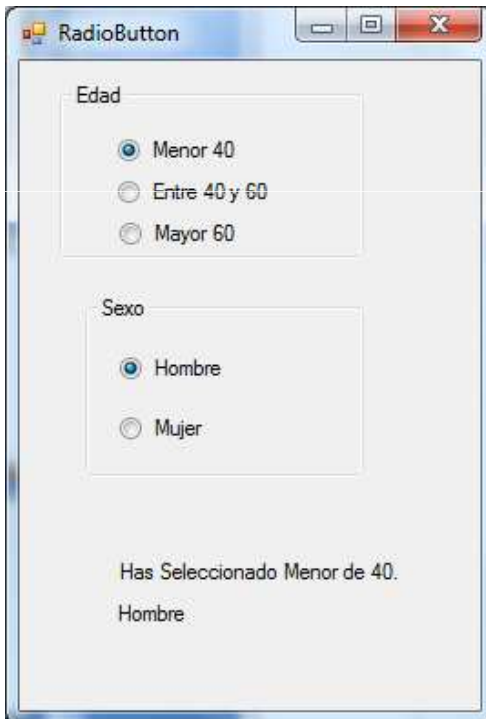 RadioButton
Edad
Menor 40
Entre 40 y 60
Mayor 60
Sexo
Hombre
Mujer
Has Seleccionado Menor de 40.
Hombre